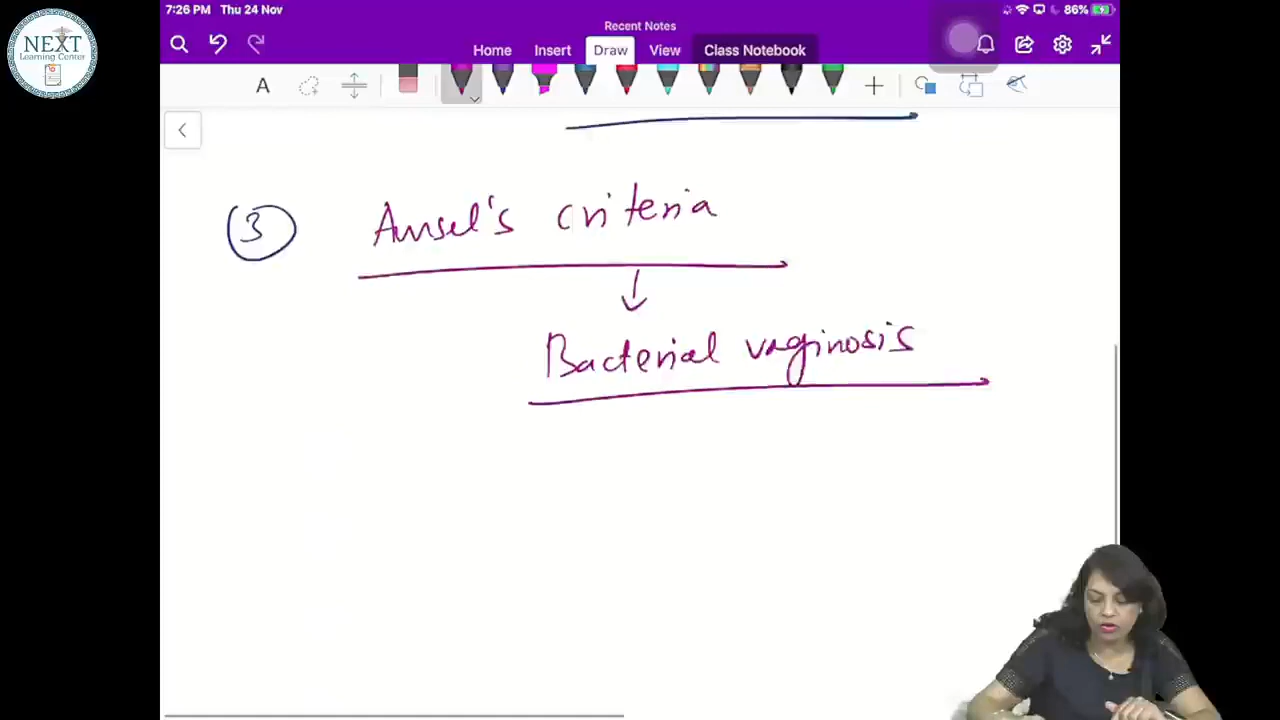 7:26 PM Thu 24 Nov
86%
Recent Notes
Home Insert Draw View Class Notebook
NEXT
Learning Center
A
3 Amsel's criteria
Bacterial vaginosis